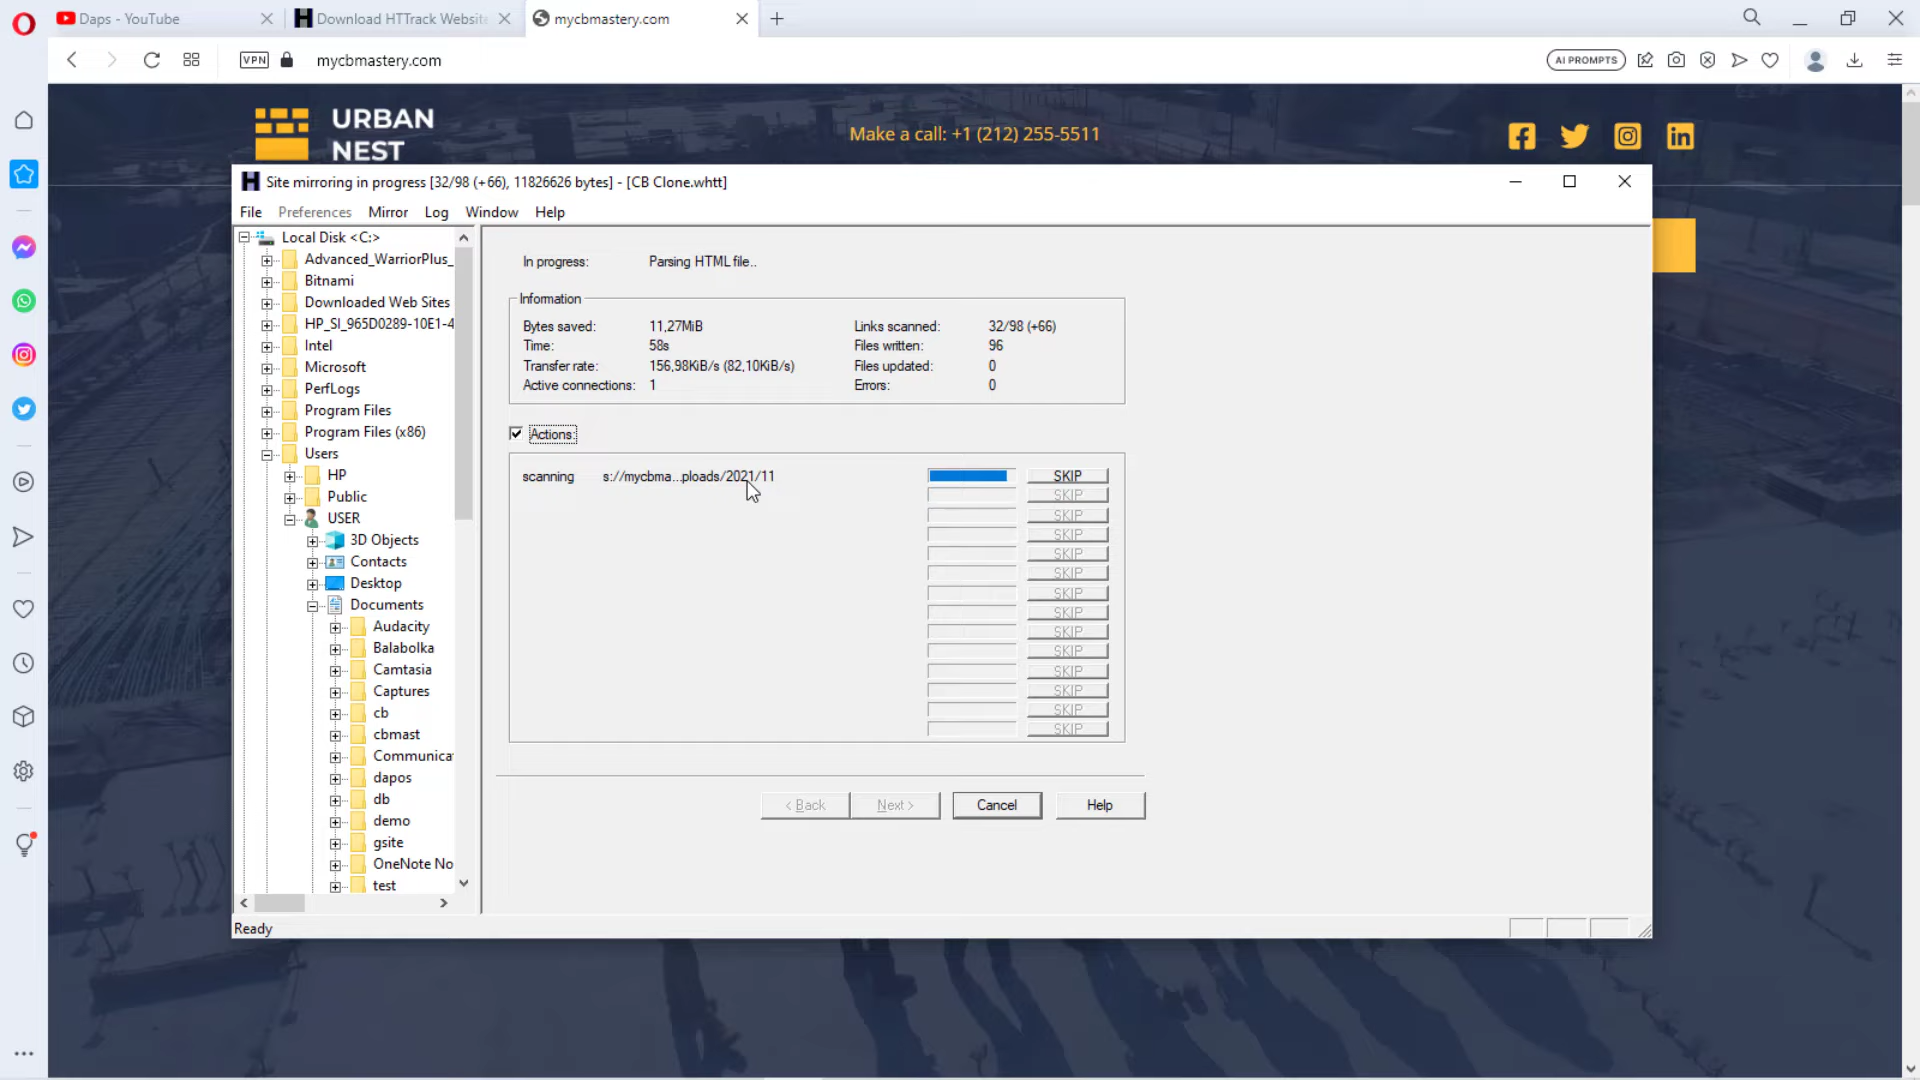 Daps - YouTube
Download HTTrack Website
mycbmastery.com
VPN
mycbmastery.com
AI PROMPTS
URBAN
NEST
Make a call: +1 (212) 255-5511
Site mirroring in progress [32/98 (+66), 11826626 bytes] - [CB Clone.whtt]
File Preferences Mirror Log Window Help
Local Disk <C:>
Advanced_WarriorPlus_
Bitnami
Downloaded Web Sites
HP_SI_965D0289-10E1-4
Intel
Microsoft
PerfLogs
Program Files
Program Files (x86)
Users
HP
Public
USER
3D Objects
Contacts
Desktop
Documents
Audacity
Balabolka
Camtasia
Captures
cb
cbmast
Communica
dapos
db
demo
gsite
OneNote No
test
In progress: Parsing HTML file..
Information
Bytes saved: 11,27MiB Links scanned: 32/98 (+66)
Time: 58s Files written: 96
Transfer rate: 156,98KiB/s (82,10KiB/s) Files updated: 0
Active connections: 1 Errors: 0
Actions:
scanning s://mycbma...ploads/2021/11 SKIP
SKIP
SKIP
SKIP
SKIP
SKIP
SKIP
SKIP
SKIP
SKIP
SKIP
SKIP
SKIP
SKIP
< Back Next > Cancel Help
Ready